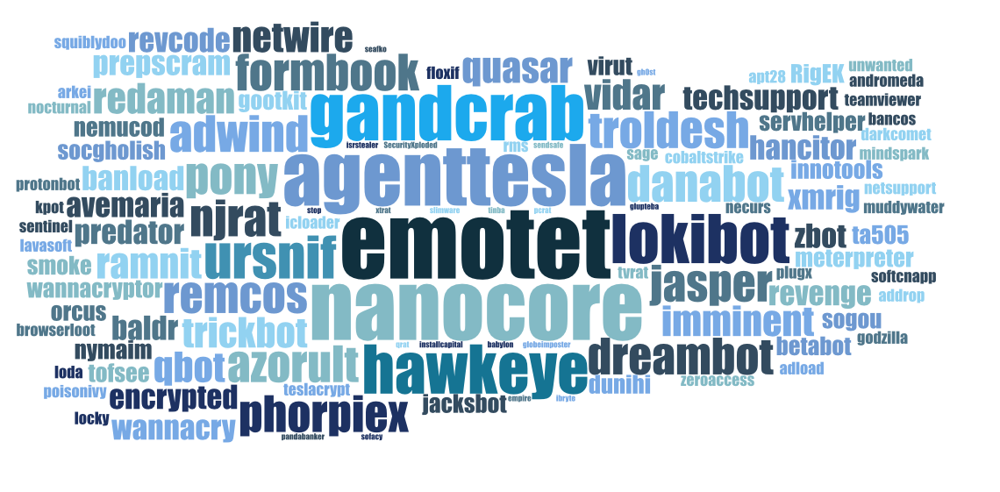 squiblydoo revcode netwire seafko
prepscram formbook floxif quasar virut gh0st apt28 RigEK unwanted
andromeda
arkei redaman gootkit gandcrab vidar techsupport teamviewer
nocturnal
nemucod adwind troldesh servhelper bancos
darkcomet
socgholish isrstealer SecurityXploded rms sendsafe sage cobaltstrike hancitor mindspark
protonbot banload pony agenttesla danabot innotools
xmrig netsupport
kpot avemaria njrat stop xtrat slimware tinba pcrat glupteba necurs muddywater
sentinel predator icloader emotet lokibot zbot ta505
lavasoft
smoke ramnit ursnif meterpreter
tvrat jasper plugx softcnapp
wannacryptor remcos nanocore revenge addrop
orcus imminent sogou
browserloot baldr trickbot godzilla
nymaim grat installcapital babylon globeimposter dreambot betabot
loda tofsee qbot azorult hawkeye adload
poisonivy teslacrypt dunihi zeroaccess
encrypted phorpiex jacksbot empire ibryto
locky wannacry pandabanker sofacy